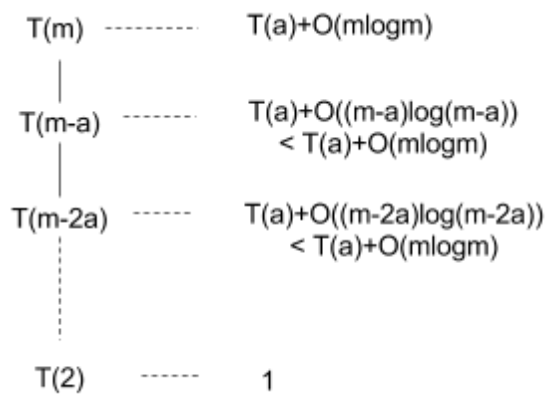 T(m) T(a)+O(mlogm)
T(m-a) T(a)+O((m-a)log(m-a))
< T(a)+O(mlogm)
T(m-2a) T(a)+O((m-2a)log(m-2a))
< T(a)+O(mlogm)
T(2) 1